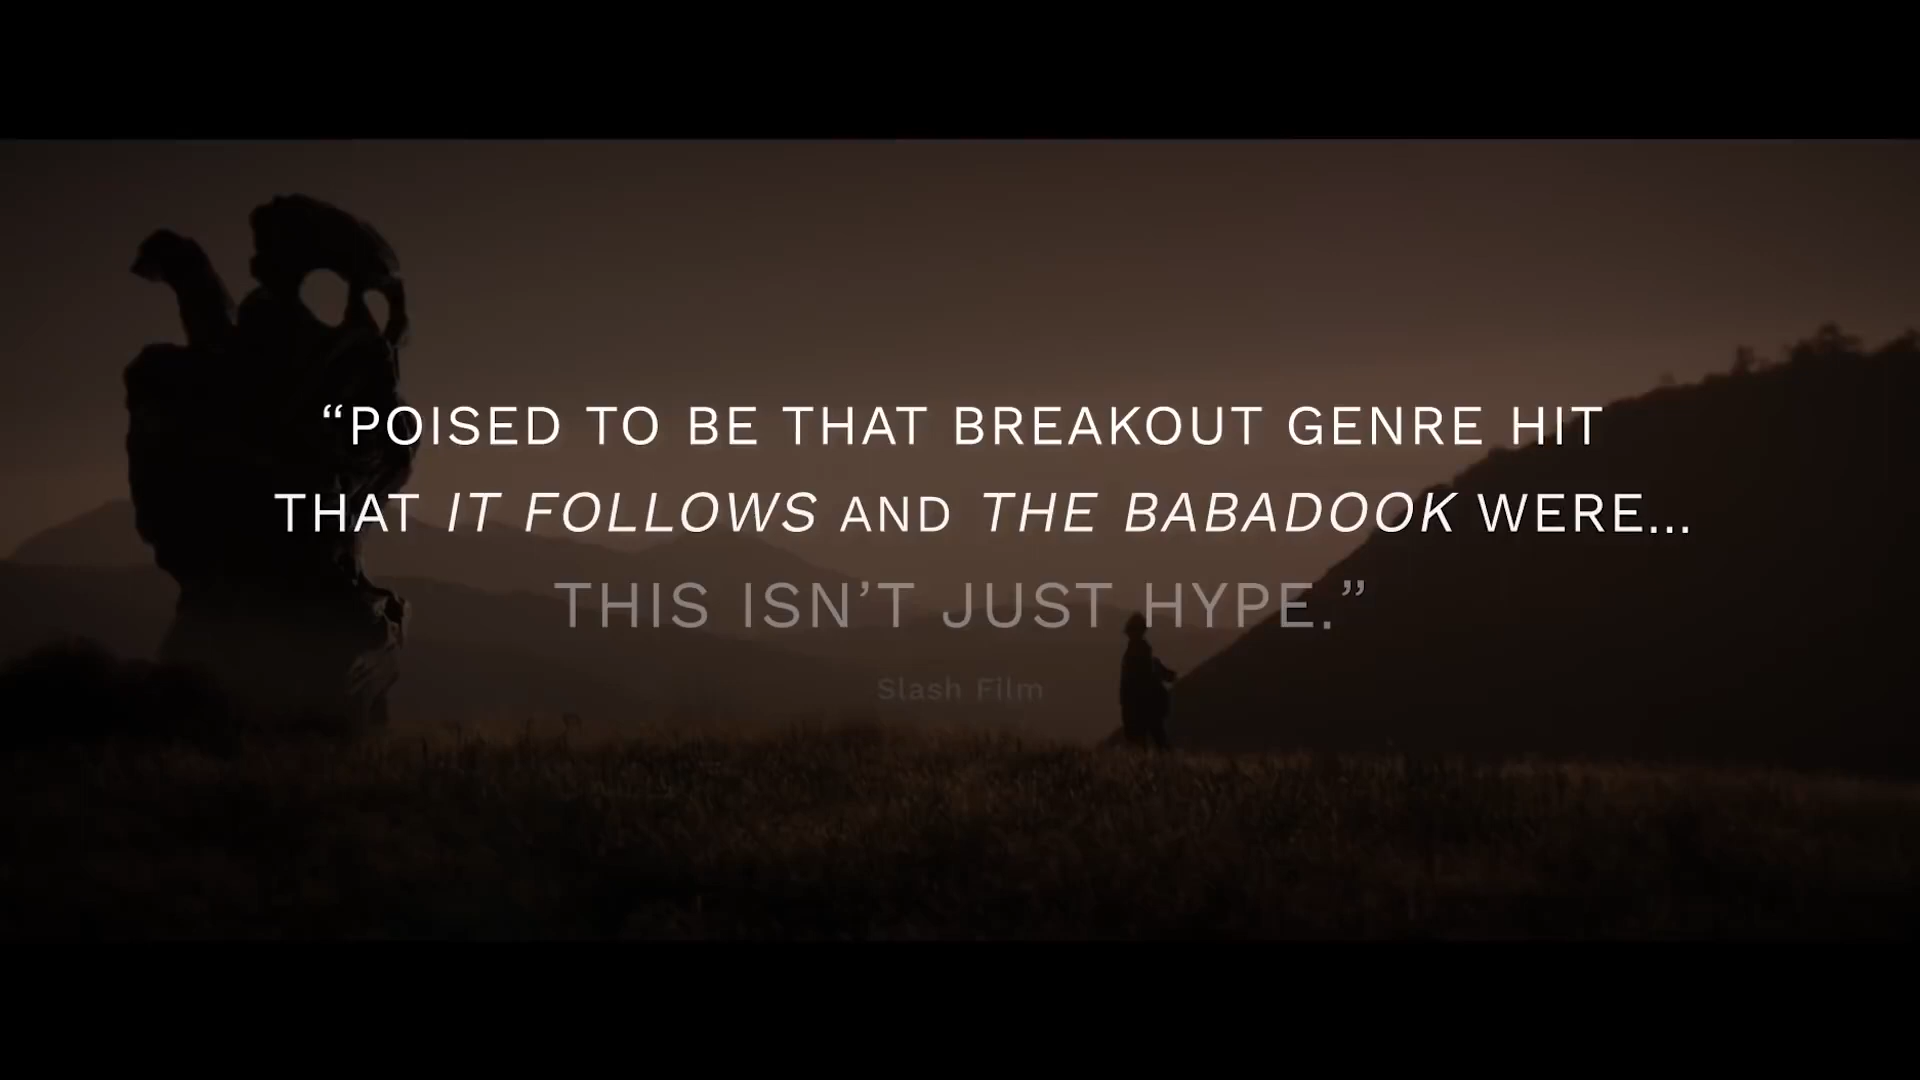 “POISED TO BE THAT BREAKOUT GENRE HIT
THAT IT FOLLOWS AND THE BABADOOK WERE...
THIS ISN’T JUST HYPE.”
Slash Film